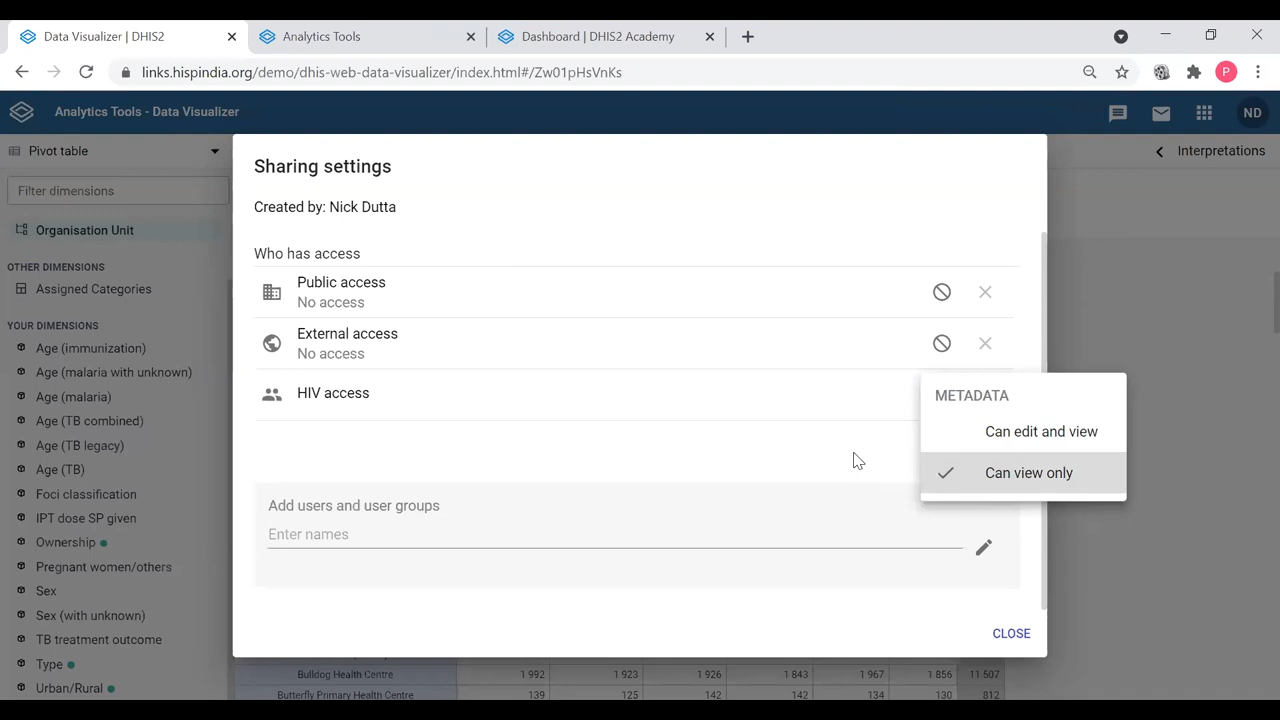 Data Visualizer | DHIS2
Analytics Tools
Dashboard | DHIS2 Academy
links.hispindia.org/demo/dhis-web-data-visualizer/index.html#/Zw01pHsVnKs
P
Analytics Tools - Data Visualizer
ND
Pivot table
Interpretations
Filter dimensions
Organisation Unit
OTHER DIMENSIONS
Assigned Categories
YOUR DIMENSIONS
Age (immunization)
Age (malaria with unknown)
Age (malaria)
Age (TB combined)
Age (TB legacy)
Age (TB)
Foci classification
IPT dose SP given
Ownership
Pregnant women/others
Sex
Sex (with unknown)
TB treatment outcome
Type
Urban/Rural
Sharing settings
Created by: Nick Dutta
Who has access
Public access
No access
External access
No access
HIV access
METADATA
Can edit and view
Can view only
Add users and user groups
Enter names
CLOSE
Bulldog Health Centre 1 992 1 923 1 926 1 843 1 967 1 856 11 507
Butterfly Primary Health Centre 139 125 142 142 134 130 812